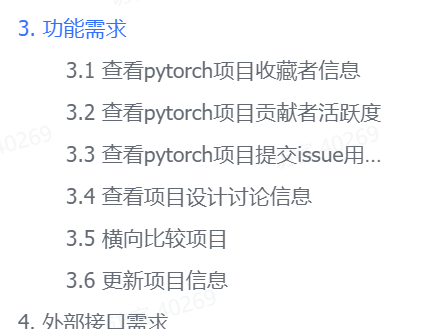 3. 功能需求
3.1 查看pytorch项目收藏者信息
3.2 查看pytorch项目贡献者活跃度
3.3 查看pytorch项目提交issue用...
3.4 查看项目设计讨论信息
3.5 横向比较项目
3.6 更新项目信息
4. 外部接口需求